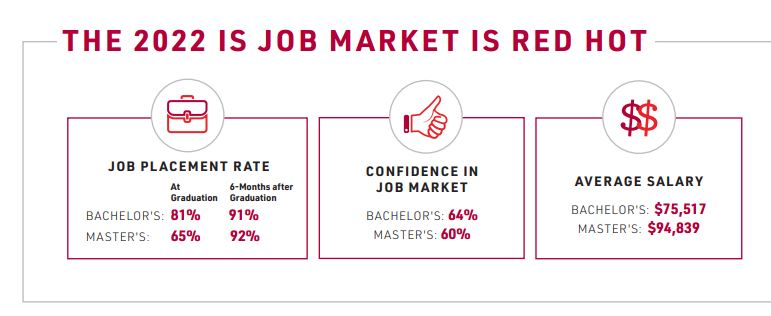 THE 2022 IS JOB MARKET IS RED HOT
JOB PLACEMENT RATE
At Graduation 6-Months after Graduation
BACHELOR'S: 81% 91%
MASTER'S: 65% 92%
CONFIDENCE IN
JOB MARKET
BACHELOR'S: 64%
MASTER'S: 60%
$$
AVERAGE SALARY
BACHELOR'S: $75,517
MASTER'S: $94,839